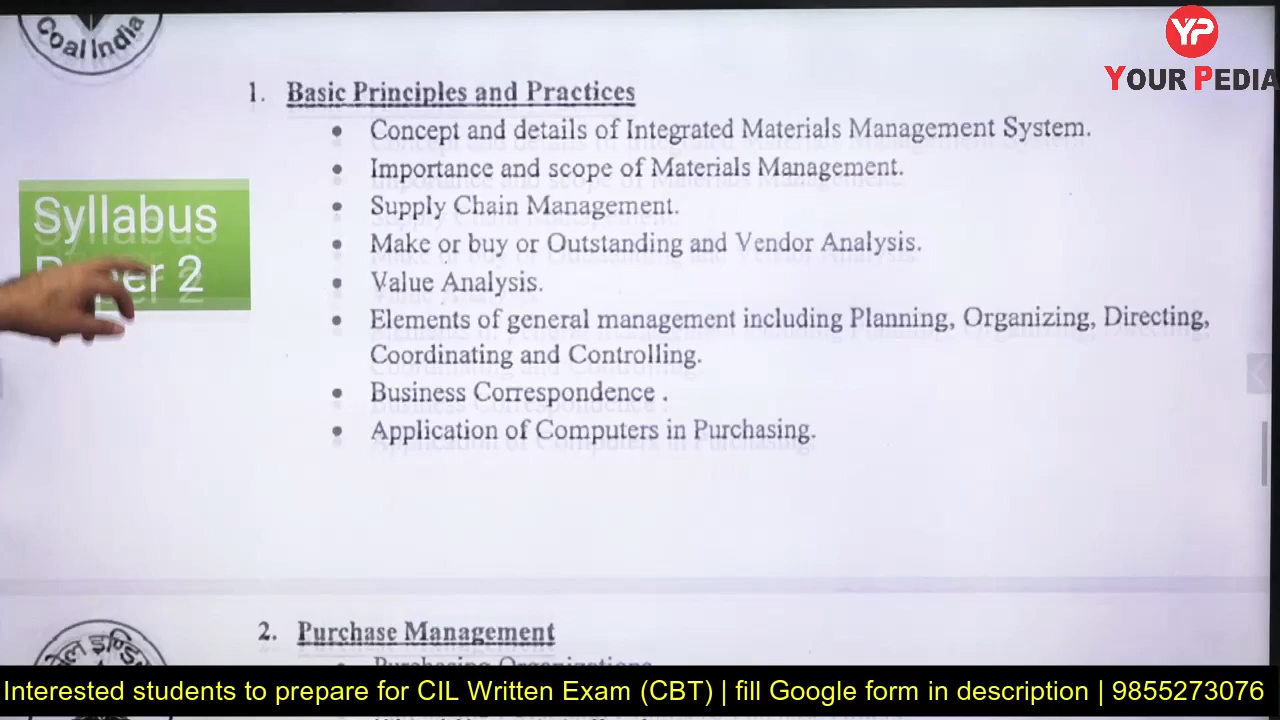 Coal India
YP
YOUR PEDIA
1. Basic Principles and Practices
• Concept and details of Integrated Materials Management System.
• Importance and scope of Materials Management.
• Supply Chain Management.
• Make or buy or Outstanding and Vendor Analysis.
• Value Analysis.
• Elements of general management including Planning, Organizing, Directing,
Coordinating and Controlling.
• Business Correspondence .
• Application of Computers in Purchasing.
Syllabus
2
2. Purchase Management
• Purchasing Organizations
Interested students to prepare for CIL Written Exam (CBT) | fill Google form in description | 9855273076